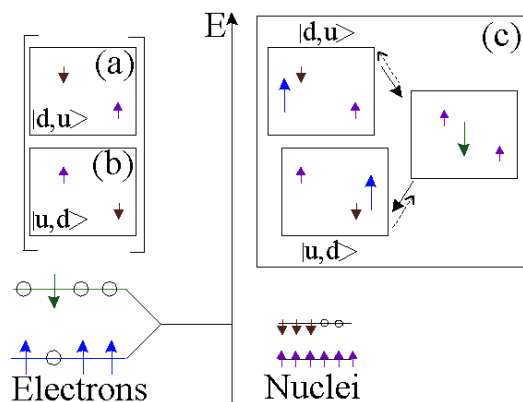 (a)
|d,u>
(b)
|u,d>
E
|d,u>
(c)
|u,d>
Electrons
Nuclei